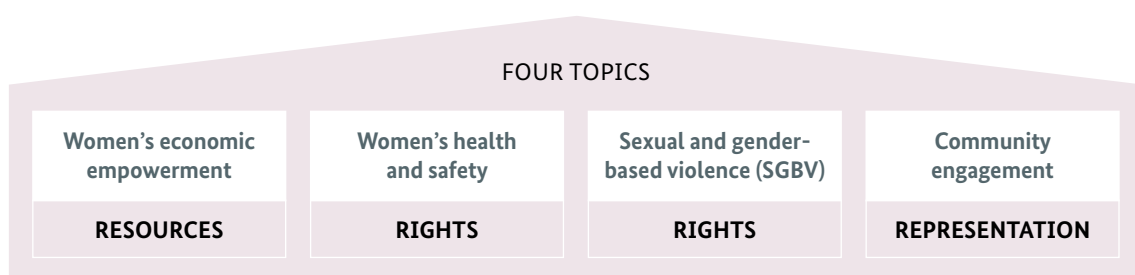 FOUR TOPICS
Women’s economic
empowerment
RESOURCES
Women’s health
and safety
RIGHTS
Sexual and gender-
based violence (SGBV)
RIGHTS
Community
engagement
REPRESENTATION